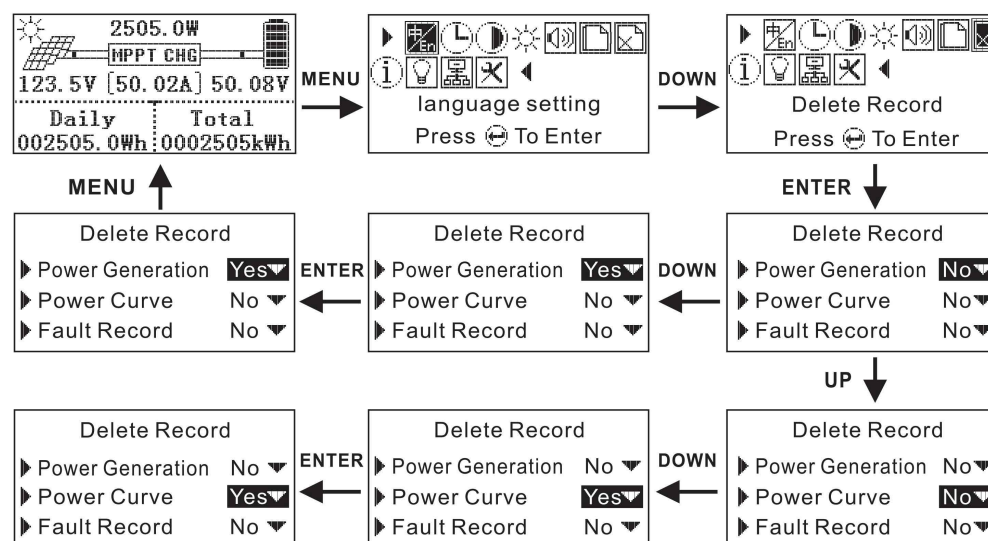 2505.0W
MPPT CHG
123.5V [50.02A] 50.08V
Daily Total
002505.0Wh 0002505kWh
MENU
中/En
i
language setting
Press To Enter
DOWN
中/En
i
Delete Record
Press To Enter
MENU
ENTER
Delete Record
Power Generation Yes
Power Curve No
Fault Record No
ENTER
Delete Record
Power Generation Yes
Power Curve No
Fault Record No
DOWN
Delete Record
Power Generation No
Power Curve No
Fault Record No
UP
Delete Record
Power Generation No
Power Curve Yes
Fault Record No
ENTER
Delete Record
Power Generation No
Power Curve Yes
Fault Record No
DOWN
Delete Record
Power Generation No
Power Curve No
Fault Record No